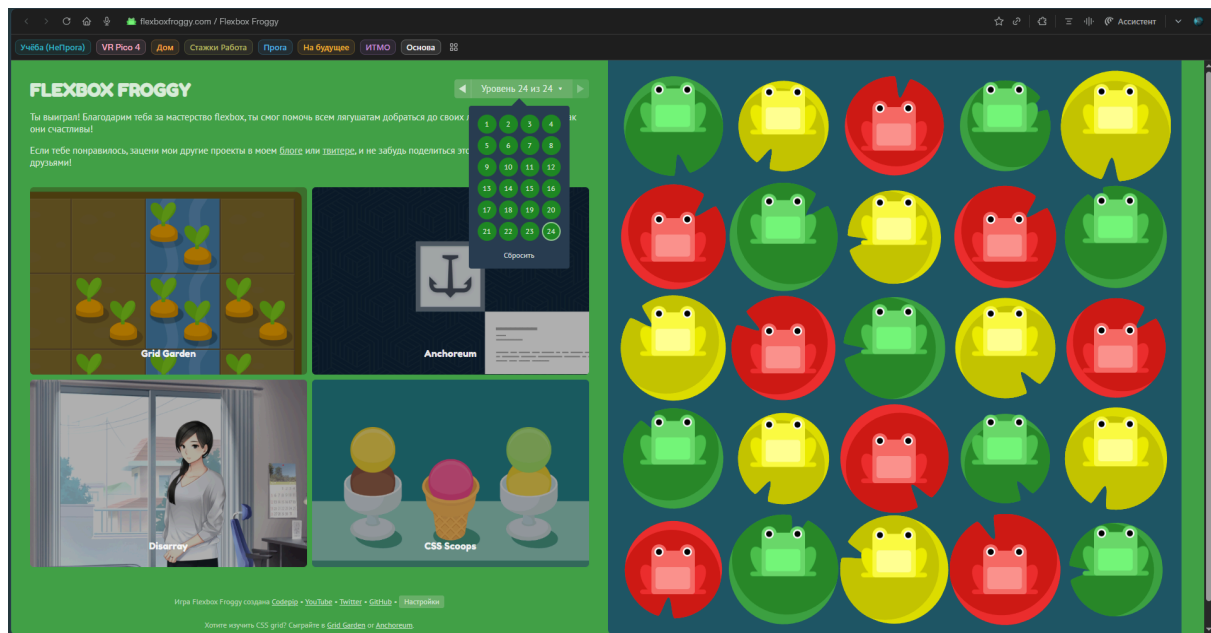 flexboxfroggy.com / Flexbox Froggy
Ассистент
Учёба (НеПрога) VR Pico 4 Дом Стажки Работа Прога На будущее ИТМО Основа
FLEXBOX FROGGY
Уровень 24 из 24
Ты выиграл! Благодарим тебя за мастерство flexbox, ты смог помочь всем лягушатам добраться до своих
они счастливы!
Если тебе понравилось, зацени мои другие проекты в моем блоге или твитере, и не забудь поделиться
друзьями!
1 2 3 4
5 6 7 8
9 10 11 12
13 14 15 16
17 18 19 20
21 22 23 24
Сбросить
Grid Garden
Anchoreum
Disarray
CSS Scoops
Игра Flexbox Froggy создана Codepip • YouTube • Twitter • GitHub • Настройки
Хотите изучить CSS grid? Сыграйте в Grid Garden or Anchoreum.